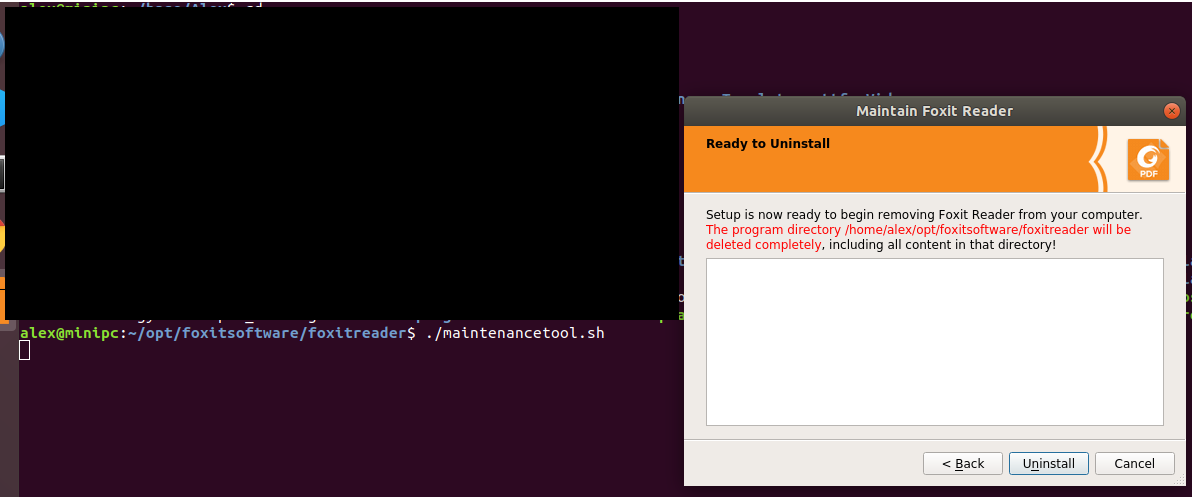 Maintain Foxit Reader
Ready to Uninstall
PDF
Setup is now ready to begin removing Foxit Reader from your computer.
The program directory /home/alex/opt/foxitsoftware/foxitreader will be
deleted completely, including all content in that directory!
alex@minipc:~/opt/foxitsoftware/foxitreader$ ./maintenancetool.sh
< Back
Uninstall
Cancel